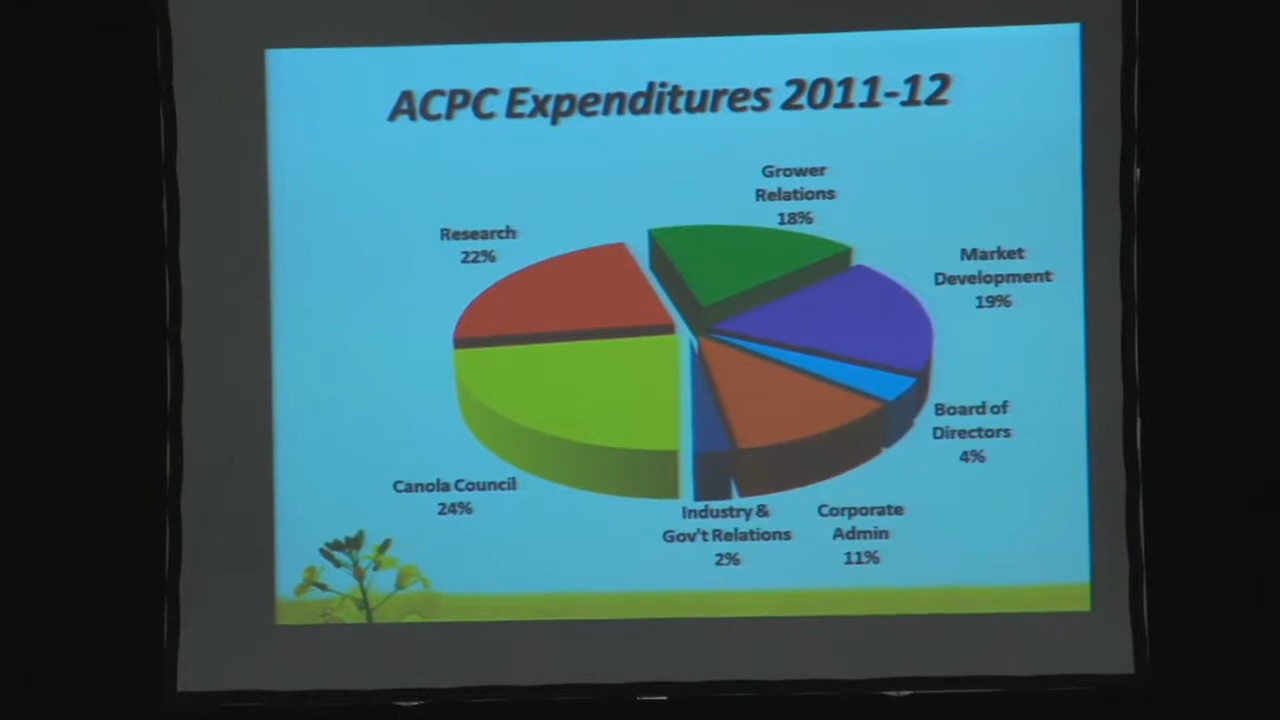 ACPC Expenditures 2011-12
Grower
Relations
18%
Research
22%
Market
Development
19%
Board of
Directors
4%
Canola Council
24%
Industry &
Gov't Relations
2%
Corporate
Admin
11%